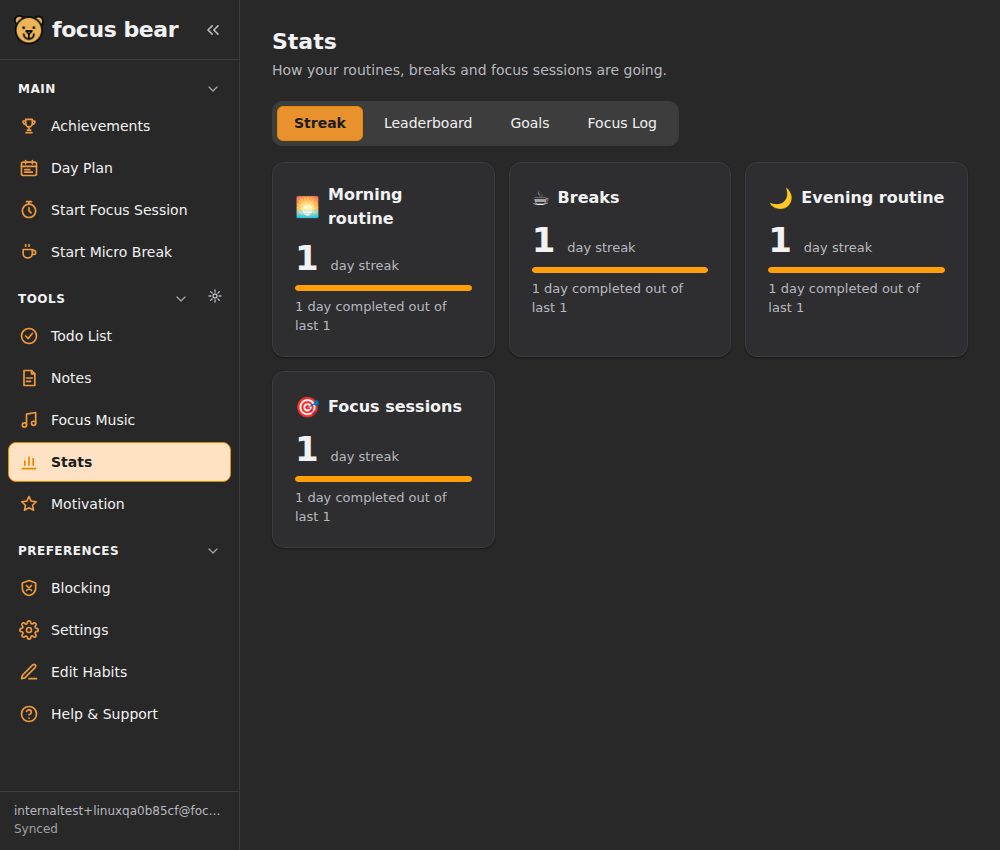 focus bear
MAIN
Achievements
Day Plan
Start Focus Session
Start Micro Break
TOOLS
Todo List
Notes
Focus Music
Stats
Motivation
PREFERENCES
Blocking
Settings
Edit Habits
Help & Support
internaltest+linuxqa0b85cf@foc...
Synced
Stats
How your routines, breaks and focus sessions are going.
Streak
Leaderboard
Goals
Focus Log
Morning
routine
1 day streak
1 day completed out of
last 1
Breaks
1 day streak
1 day completed out of
last 1
Evening routine
1 day streak
1 day completed out of
last 1
Focus sessions
1 day streak
1 day completed out of
last 1